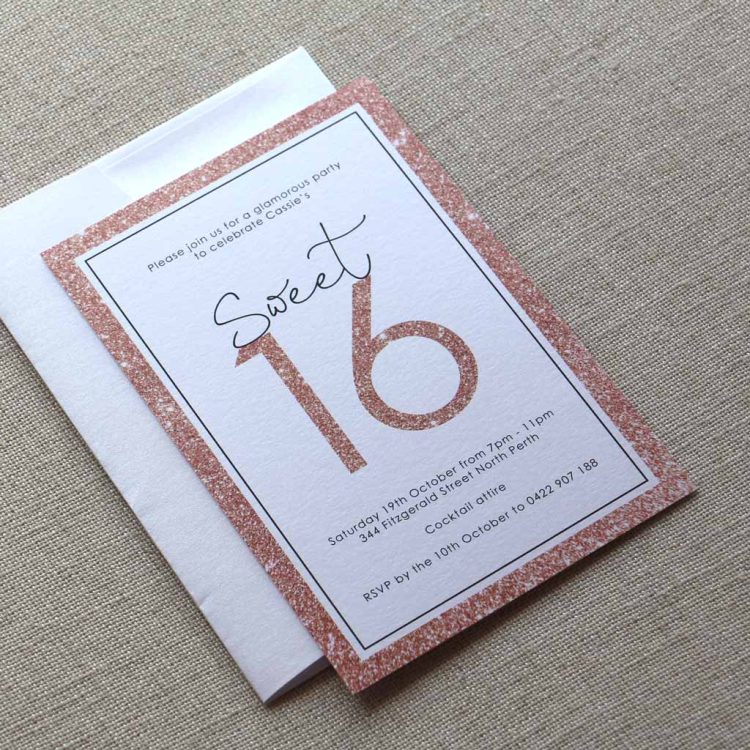 Please join us for a glamorous party
to celebrate Cassie's
Sweet
16
Saturday 19th October from 7pm - 11pm
344 Fitzgerald Street North Perth
Cocktail attire
RSVP by the 10th October to 0422 907 188